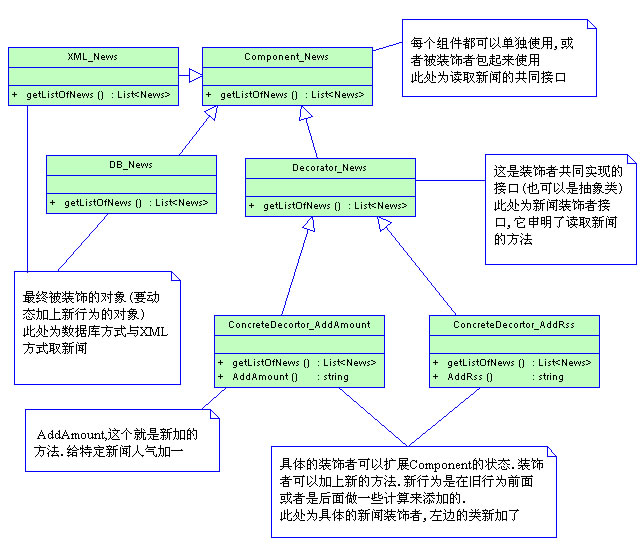 XML_News
+ getListOfNews () : List<News>
Component_News
+ getListOfNews () : List<News>
每个组件都可以单独使用,或
者被装饰者包起来使用
此处为读取新闻的共同接口
DB_News
+ getListOfNews () : List<News>
Decorator_News
+ getListOfNews () : List<News>
这是装饰者共同实现的
接口(也可以是抽象类)
此处为新闻装饰者接
口,它申明了读取新闻
的方法
最终被装饰的对象(要动
态加上新行为的对象)
此处为数据库方式与XML
方式取新闻
ConcreteDecortor_AddAmount
+ getListOfNews () : List<News>
+ AddAmount () : string
ConcreteDecortor_AddRss
+ getListOfNews () : List<News>
+ AddRss () : string
AddAmount,这个就是新加的
方法.给特定新闻人气加一
具体的装饰者可以扩展Component的状态.装饰
者可以加上新的方法.新行为是在旧行为前面
或者是后面做一些计算来添加的.
此处为具体的新闻装饰者,左边的类新加了